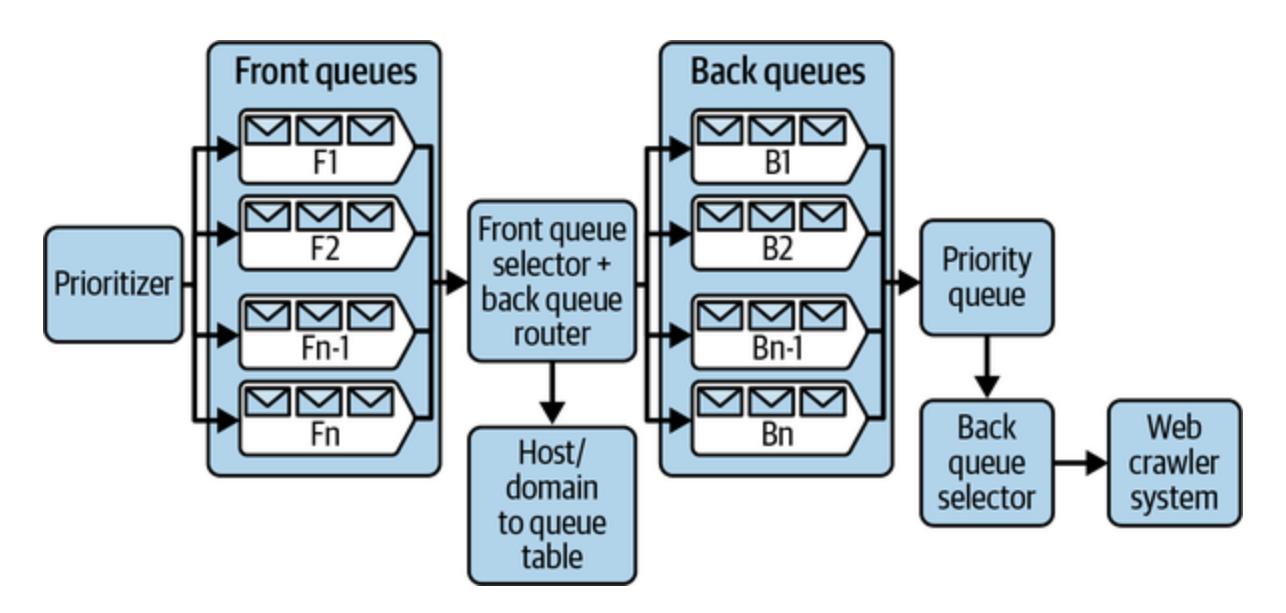 Prioritizer
Front queues
F1
F2
Fn-1
Fn
Front queue
selector +
back queue
router
Host/
domain
to queue
table
Back queues
B1
B2
Bn-1
Bn
Priority
queue
Back
queue
selector
Web
crawler
system